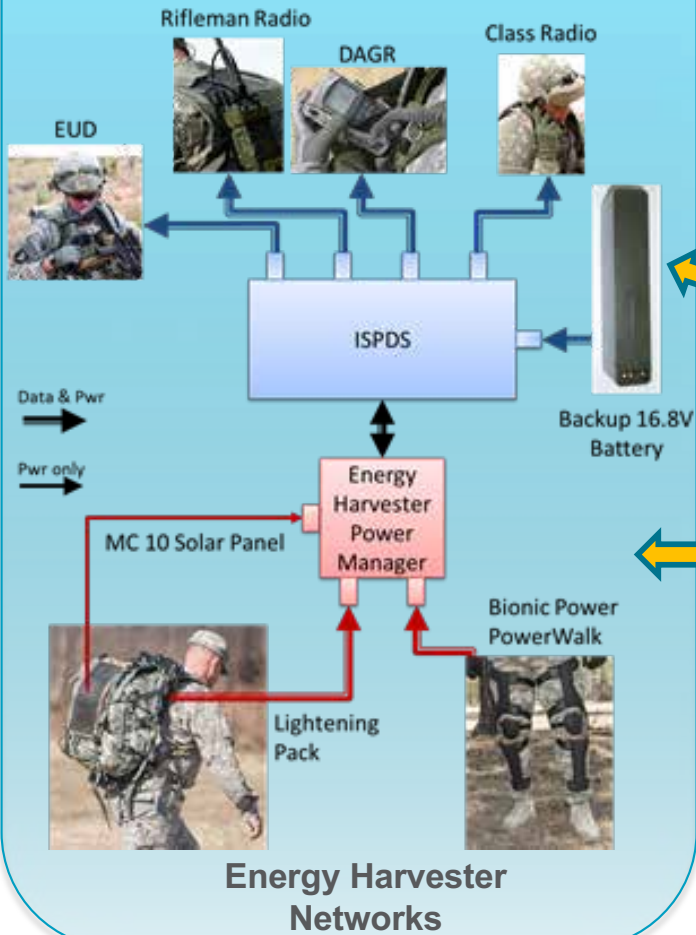 Rifleman Radio
DAGR
Class Radio
EUD
ISPDS
Data & Pwr
Backup 16.8V
Battery
Pwr only
Energy
Harvester
Power
Manager
MC 10 Solar Panel
Bionic Power
PowerWalk
Lightening
Pack
Energy Harvester
Networks